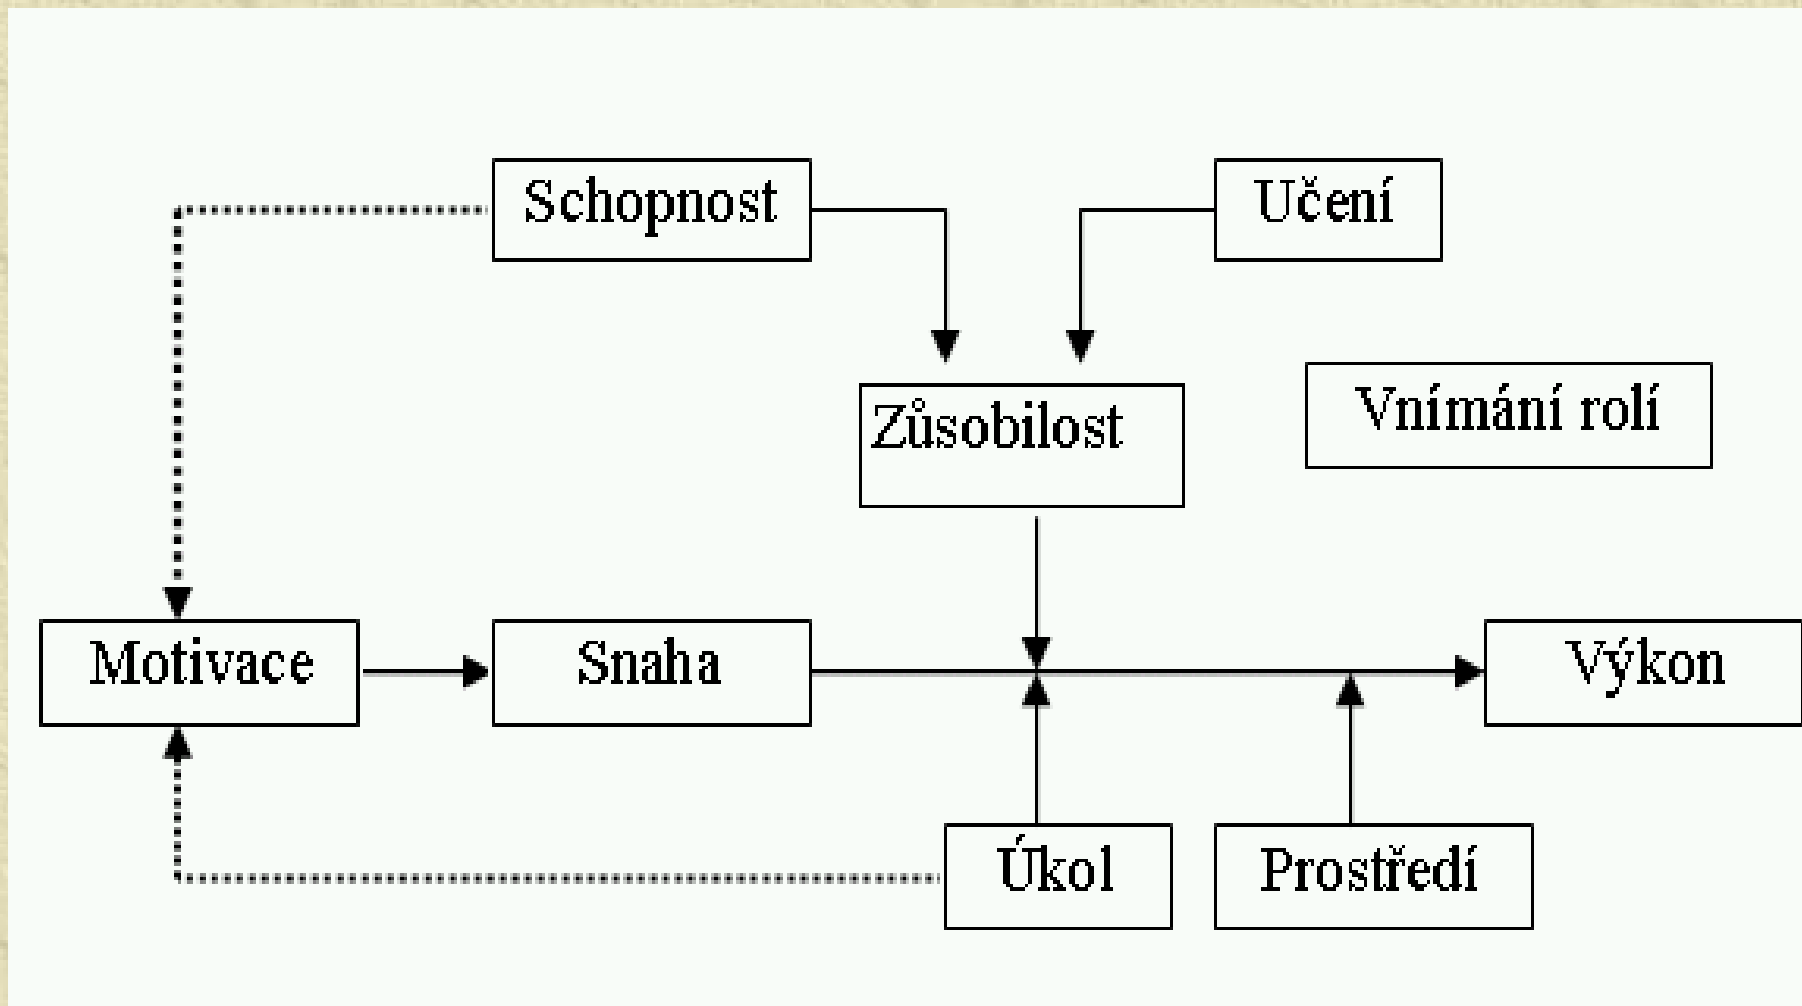 Schopnost
Učení
Zůsobilost
Vnímání rolí
Motivace
Snaha
Výkon
Úkol
Prostředí